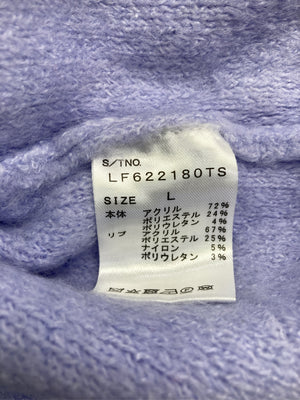 S/TNO.
LF622180TS
SIZE L
本体 アクリル 72%
ポリエステル 24%
ポリウレタン 4%
リブ アクリル 67%
ポリエステル 25%
ナイロン 5%
ポリウレタン 3%